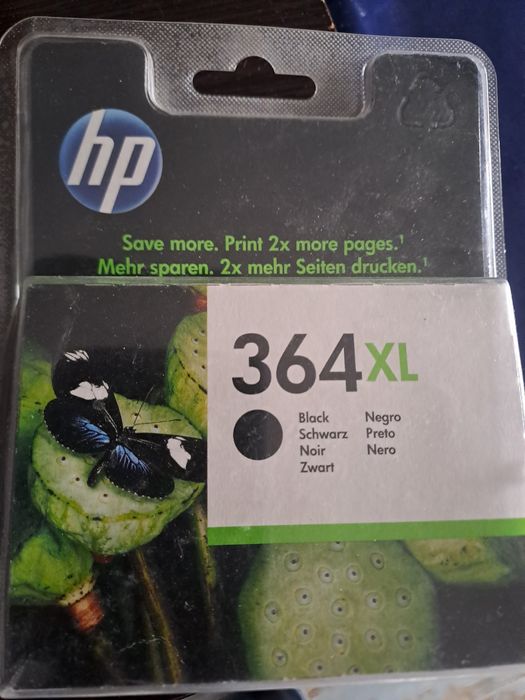 hp
Save more. Print 2x more pages.¹
Mehr sparen. 2x mehr Seiten drucken.¹
364XL
Black Negro
Schwarz Preto
Noir Nero
Zwart